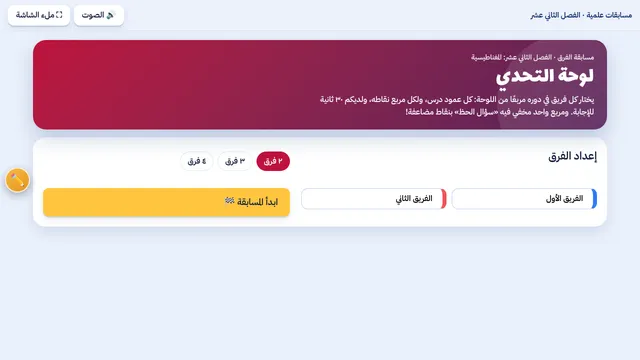 مسابقات علمية · الفصل الثاني عشر
🔊 الصوت
⛶ ملء الشاشة
مسابقة الفرق · الفصل الثاني عشر: المغناطيسية
لوحة التحدي
يختار كل فريق في دوره مربعًا من اللوحة: كل عمود درس، ولكل مربع نقاطه، ولديكم ٣٠ ثانية
للإجابة. ومربع واحد مخفي فيه «سؤال الحظ» بنقاط مضاعفة!
إعداد الفرق
٢ فرق
٣ فرق
٤ فرق
الفريق الأول
الفريق الثاني
ابدأ المسابقة 🏁